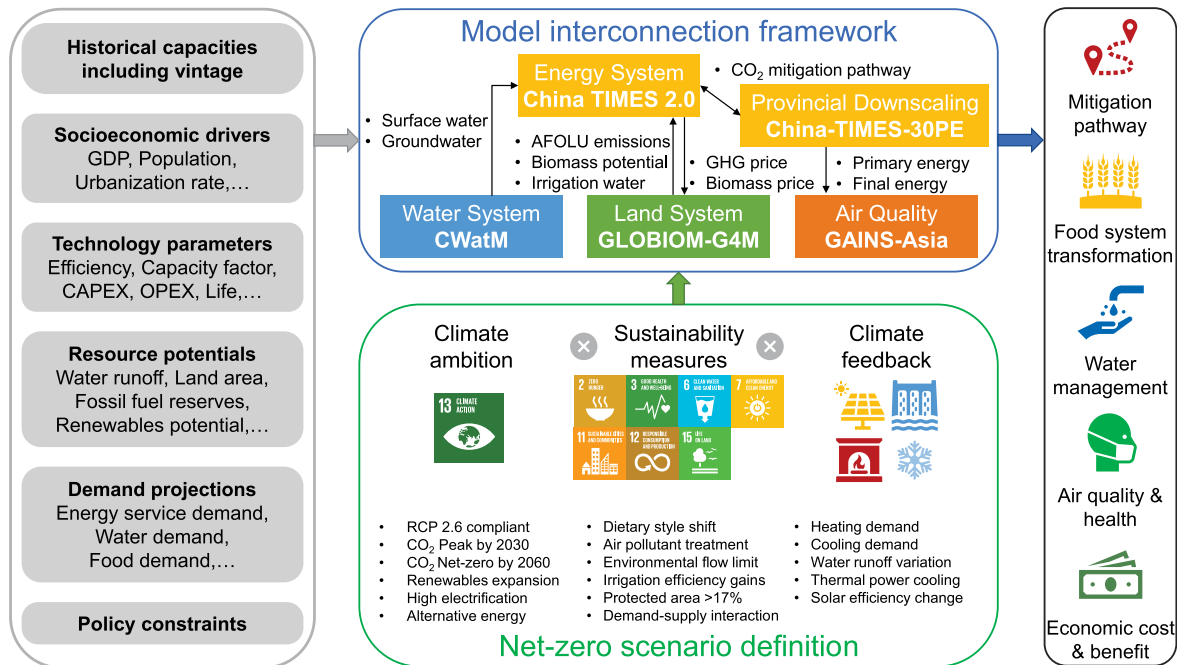 Historical capacities
including vintage
Socioeconomic drivers
GDP, Population,
Urbanization rate,…
Technology parameters
Efficiency, Capacity factor,
CAPEX, OPEX, Life,…
Resource potentials
Water runoff, Land area,
Fossil fuel reserves,
Renewables potential,…
Demand projections
Energy service demand,
Water demand,
Food demand,…
Policy constraints
Model interconnection framework
Energy System
China TIMES 2.0
• CO₂ mitigation pathway
Provincial Downscaling
China-TIMES-30PE
• Surface water
• Groundwater
• AFOLU emissions
• Biomass potential
• Irrigation water
• GHG price
• Biomass price
• Primary energy
• Final energy
Water System
CWatM
Land System
GLOBIOM-G4M
Air Quality
GAINS-Asia
Climate
ambition
Sustainability
measures
Climate
feedback
13 CLIMATE
ACTION
2 ZERO
HUNGER
3 GOOD HEALTH
AND WELL-BEING
6 CLEAN WATER
AND SANITATION
7 AFFORDABLE AND
CLEAN ENERGY
11 SUSTAINABLE CITIES
AND COMMUNITIES
12 RESPONSIBLE
CONSUMPTION
AND PRODUCTION
15 LIFE
ON LAND
• RCP 2.6 compliant
• CO₂ Peak by 2030
• CO₂ Net-zero by 2060
• Renewables expansion
• High electrification
• Alternative energy
• Dietary style shift
• Air pollutant treatment
• Environmental flow limit
• Irrigation efficiency gains
• Protected area >17%
• Demand-supply interaction
• Heating demand
• Cooling demand
• Water runoff variation
• Thermal power cooling
• Solar efficiency change
Net-zero scenario definition
Mitigation
pathway
Food system
transformation
Water
management
Air quality &
health
Economic cost
& benefit